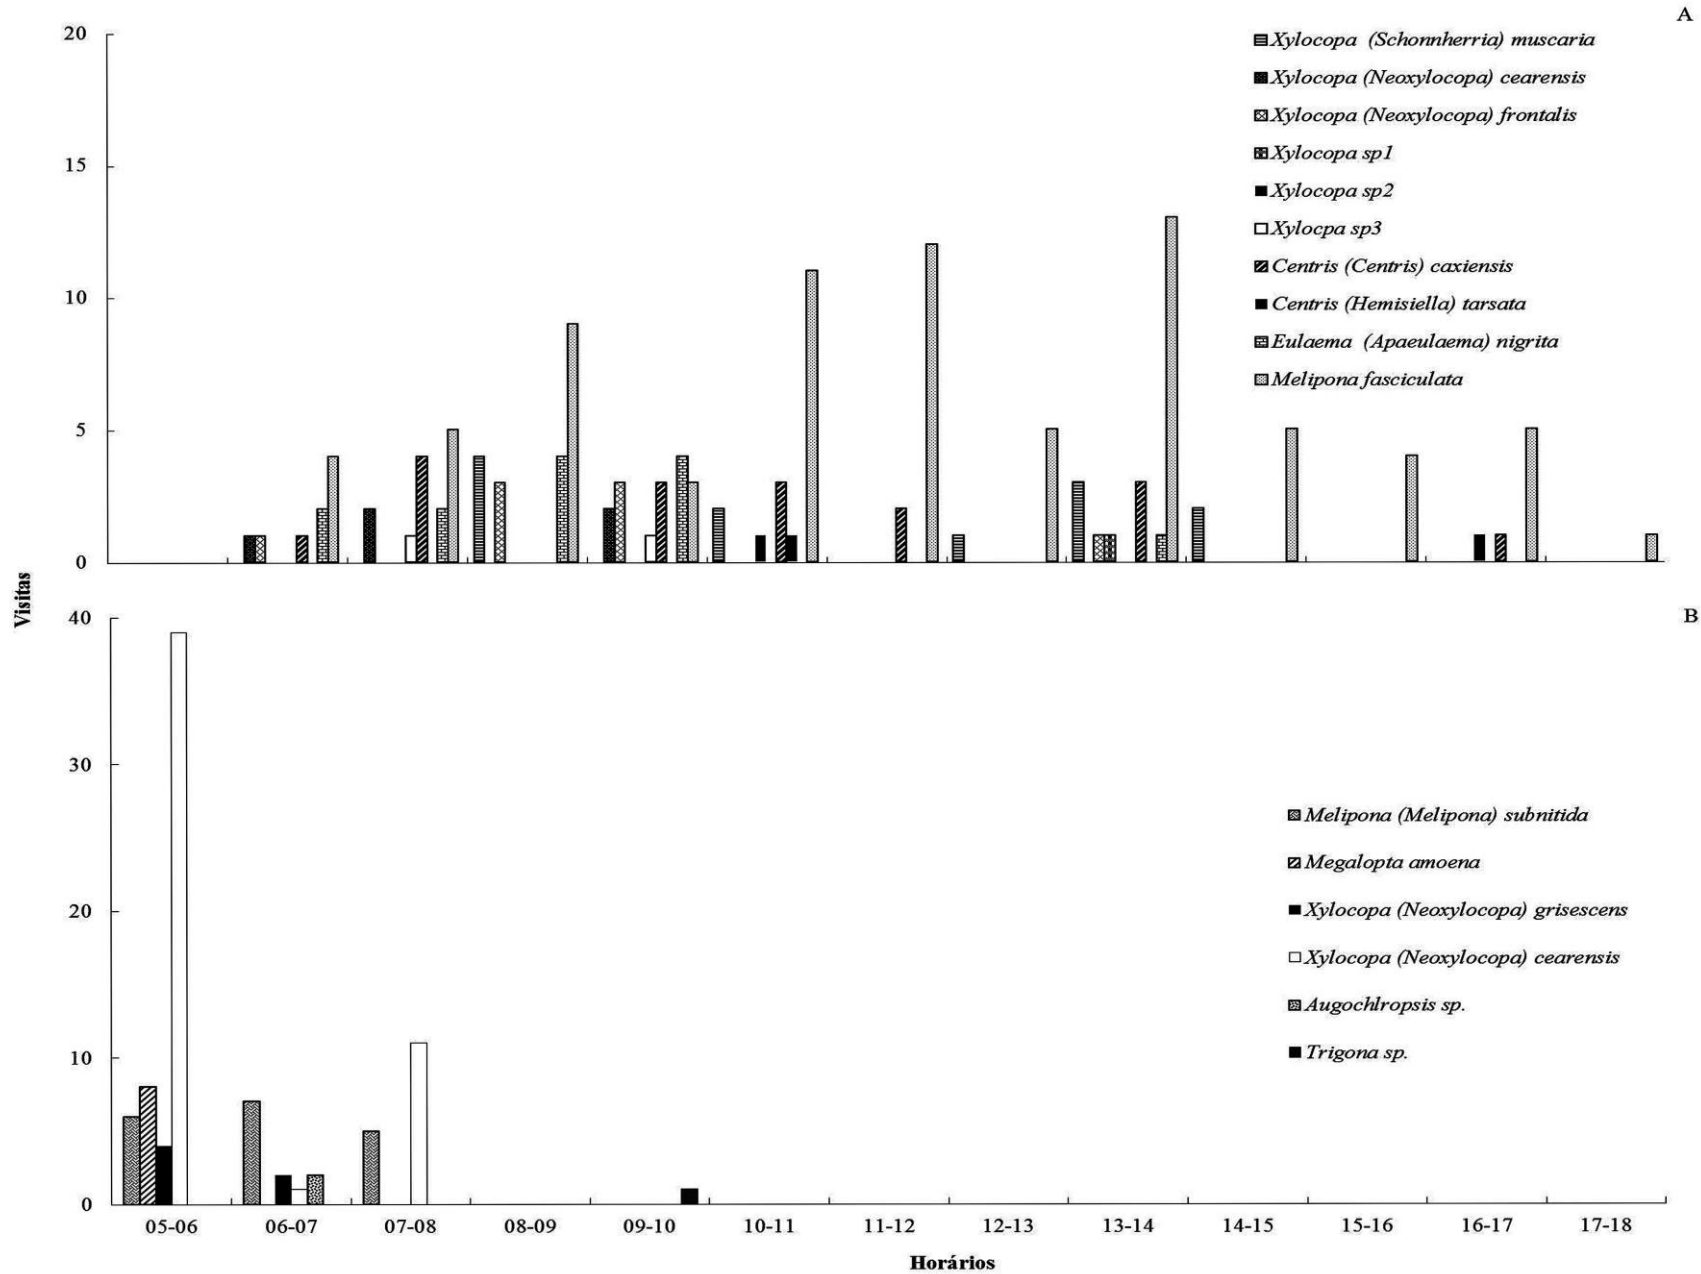 A
20
15
10
5
0
Xylocopa (Schonnherria) muscaria
Xylocopa (Neoxylocopa) cearensis
Xylocopa (Neoxylocopa) frontalis
Xylocopa sp1
Xylocopa sp2
Xylocpa sp3
Centris (Centris) caxiensis
Centris (Hemisiella) tarsata
Eulaema (Apaeulaema) nigrita
Melipona fasciculata
Visitas
B
40
30
20
10
0
Melipona (Melipona) subnitida
Megalopta amoena
Xylocopa (Neoxylocopa) grisescens
Xylocopa (Neoxylocopa) cearensis
Augochlropsis sp.
Trigona sp.
05-06 06-07 07-08 08-09 09-10 10-11 11-12 12-13 13-14 14-15 15-16 16-17 17-18
Horários